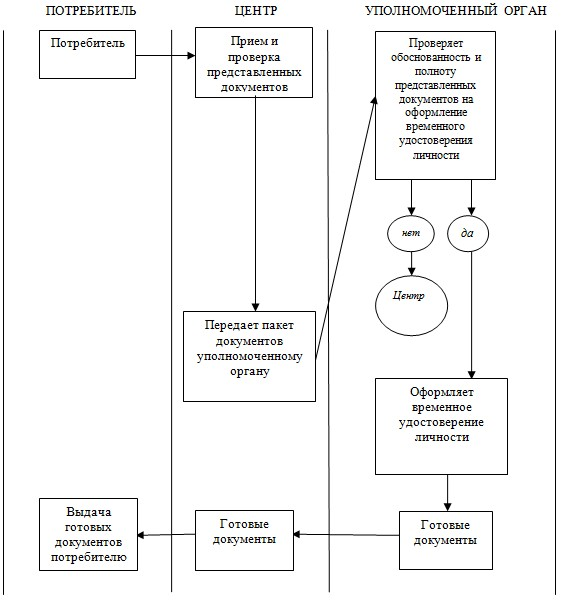 ПОТРЕБИТЕЛЬ
ЦЕНТР
УПОЛНОМОЧЕННЫЙ ОРГАН
Потребитель
Прием и
проверка
представленных
документов
Проверяет
обоснованность и
полноту
представленных
документов на
оформление
временного
удостоверения
личности
нет
да
Центр
Передает пакет
документов
уполномоченному
органу
Оформляет
временное
удостоверение
личности
Выдача
готовых
документов
потребителю
Готовые
документы
Готовые
документы